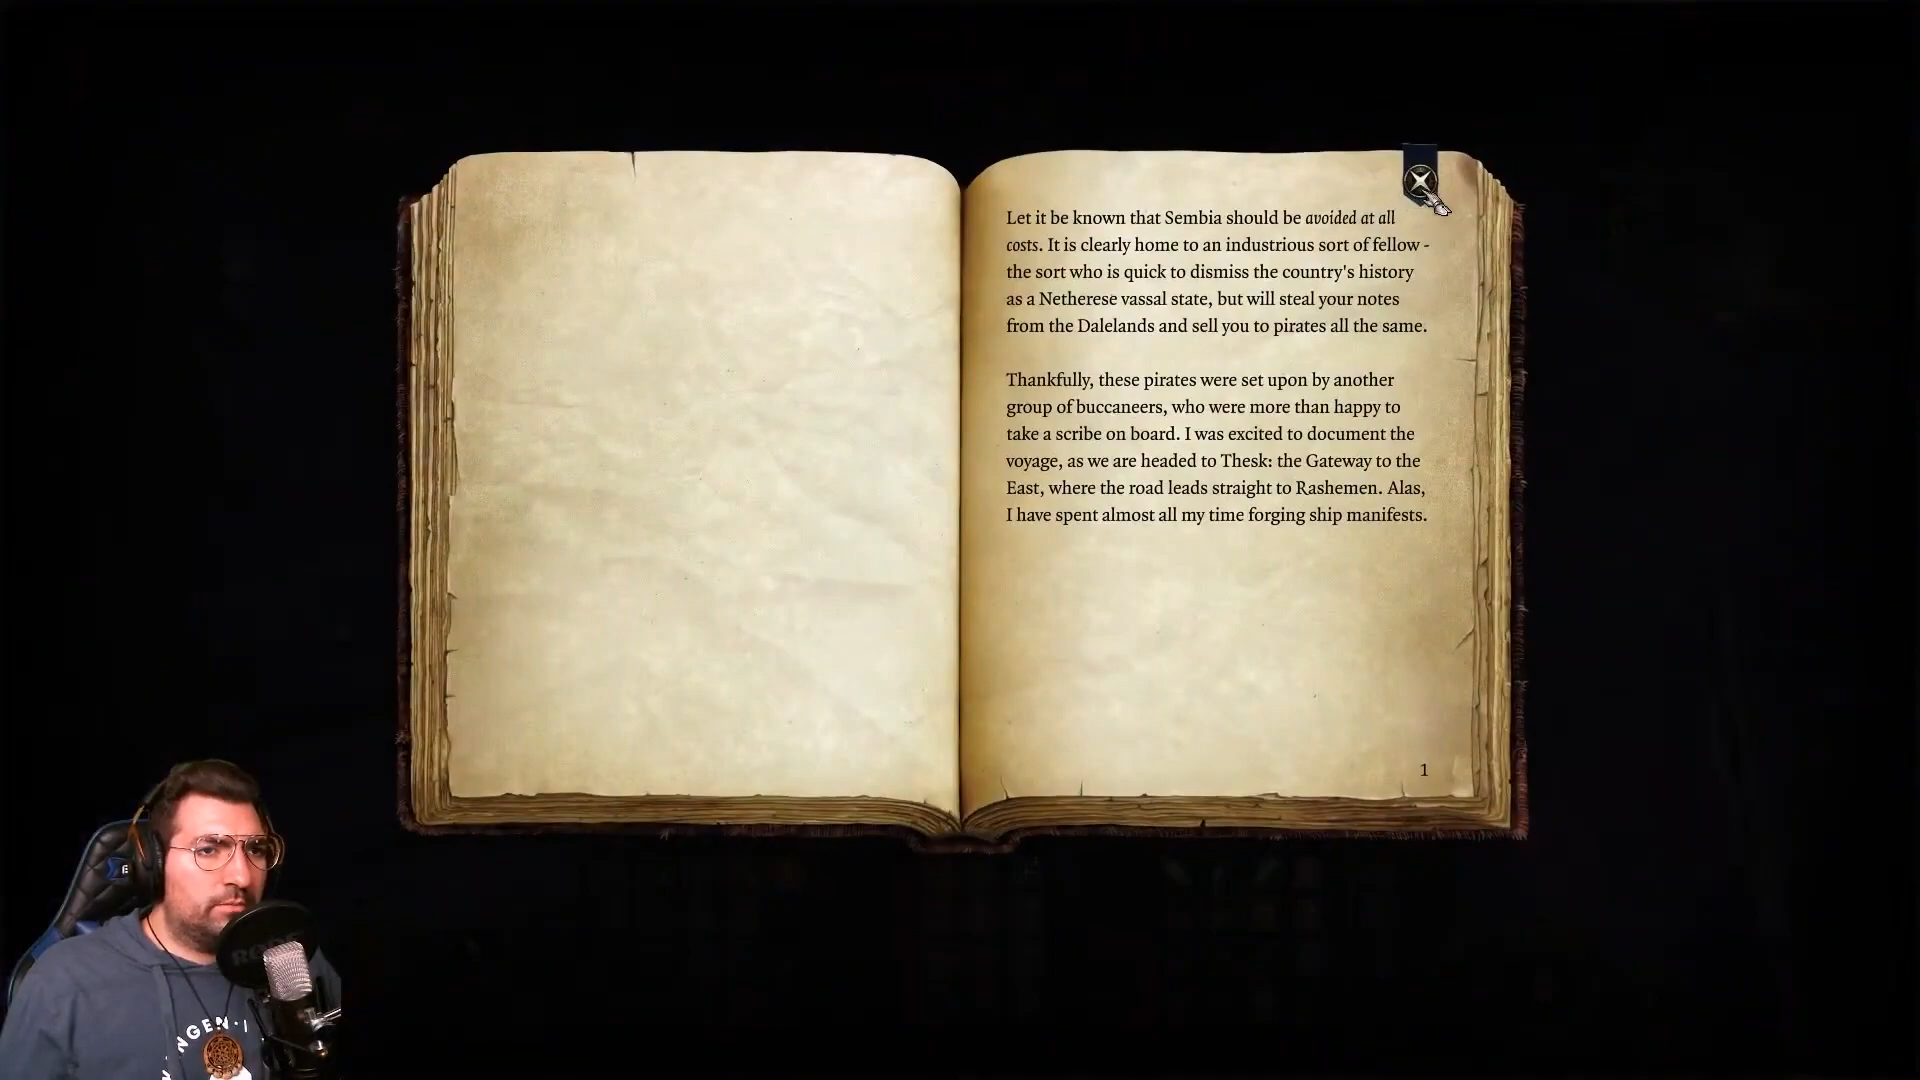 Let it be known that Sembia should be avoided at all
costs. It is clearly home to an industrious sort of fellow -
the sort who is quick to dismiss the country's history
as a Netherese vassal state, but will steal your notes
from the Dalelands and sell you to pirates all the same.
Thankfully, these pirates were set upon by another
group of buccaneers, who were more than happy to
take a scribe on board. I was excited to document the
voyage, as we are headed to Thesk: the Gateway to the
East, where the road leads straight to Rashemen. Alas,
I have spent almost all my time forging ship manifests.
1
E